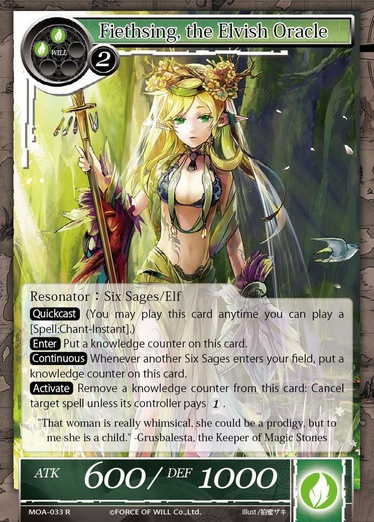 Fiethsing, the Elvish Oracle
WILL
2
Resonator : Six Sages/Elf
Quickcast (You may play this card anytime you can play a
[Spell:Chant-Instant].)
Enter Put a knowledge counter on this card.
Continuous Whenever another Six Sages enters your field, put a
knowledge counter on this card.
Activate Remove a knowledge counter from this card: Cancel
target spell unless its controller pays 1 .
"That woman is really whimsical, she could be a prodigy, but to
me she is a child." -Grusbalesta, the Keeper of Magic Stones
ATK 600/ DEF 1000
MOA-033 R ©FORCE OF WILL Co.,Ltd. Illust/狛蜜ザキ